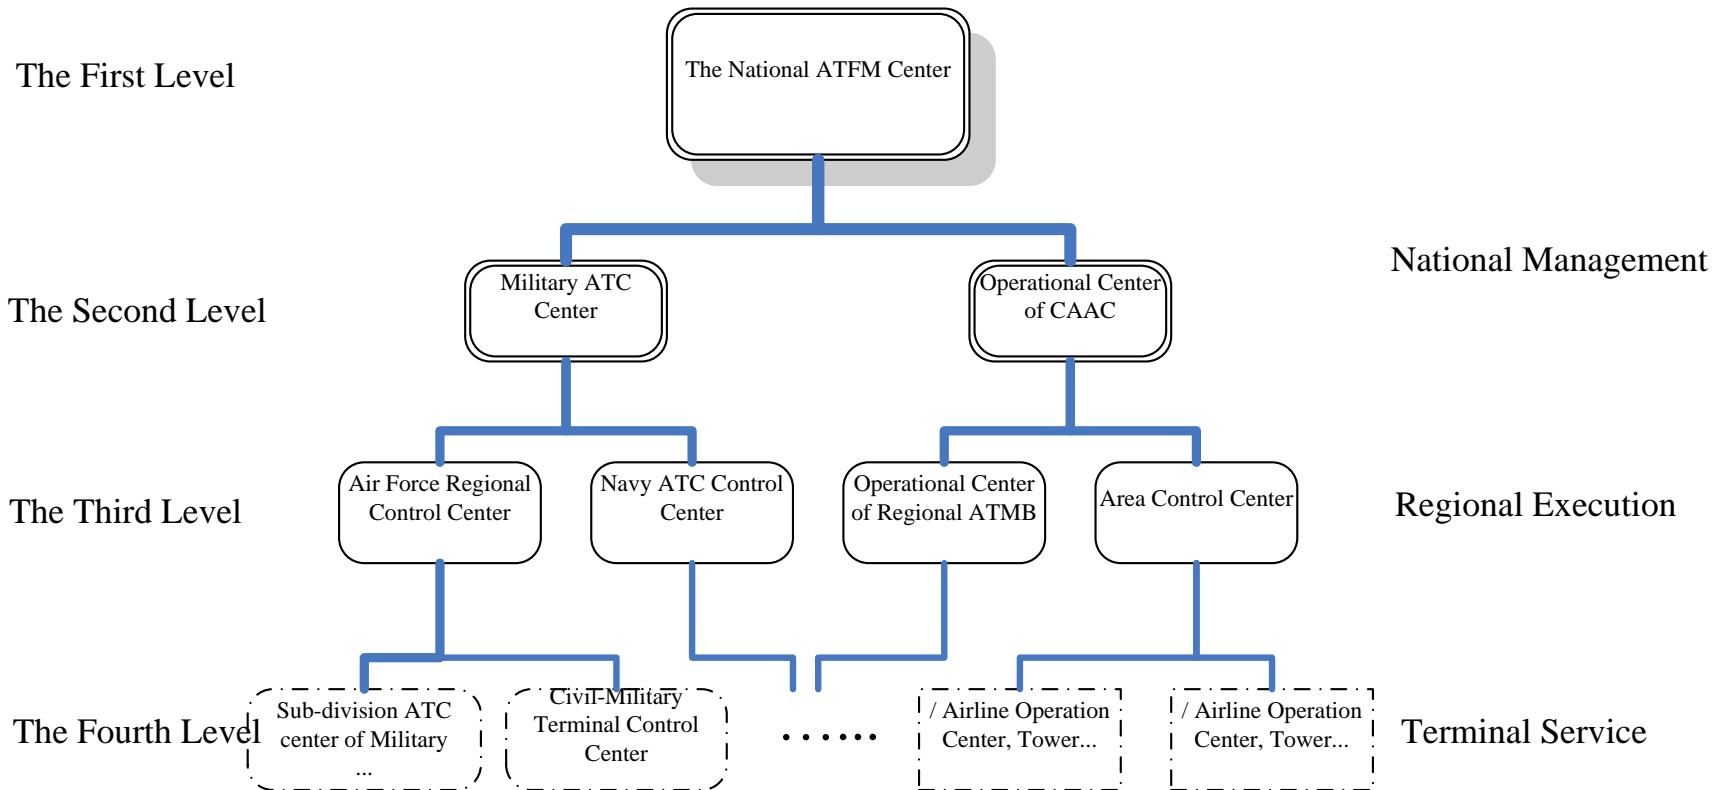 The First Level
The National ATFM Center
National Management
The Second Level
Military ATC
Center
Operational Center
of CAAC
The Third Level
Air Force Regional
Control Center
Navy ATC Control
Center
Operational Center
of Regional ATMB
Area Control Center
Regional Execution
The Fourth Level
Sub-division ATC
center of Military
...
Civil-Military
Terminal Control
Center
......
/ Airline Operation
Center, Tower...
/ Airline Operation
Center, Tower...
Terminal Service